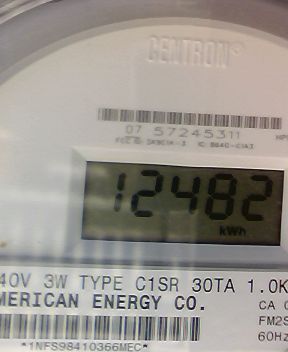 CENTRON®
07 57245311
12482
kWh
40V 3W TYPE C1SR 30TA 1.0K
MERICAN ENERGY CO.
CA 
FM2S
60Hz
*1NFS98410366MEC*